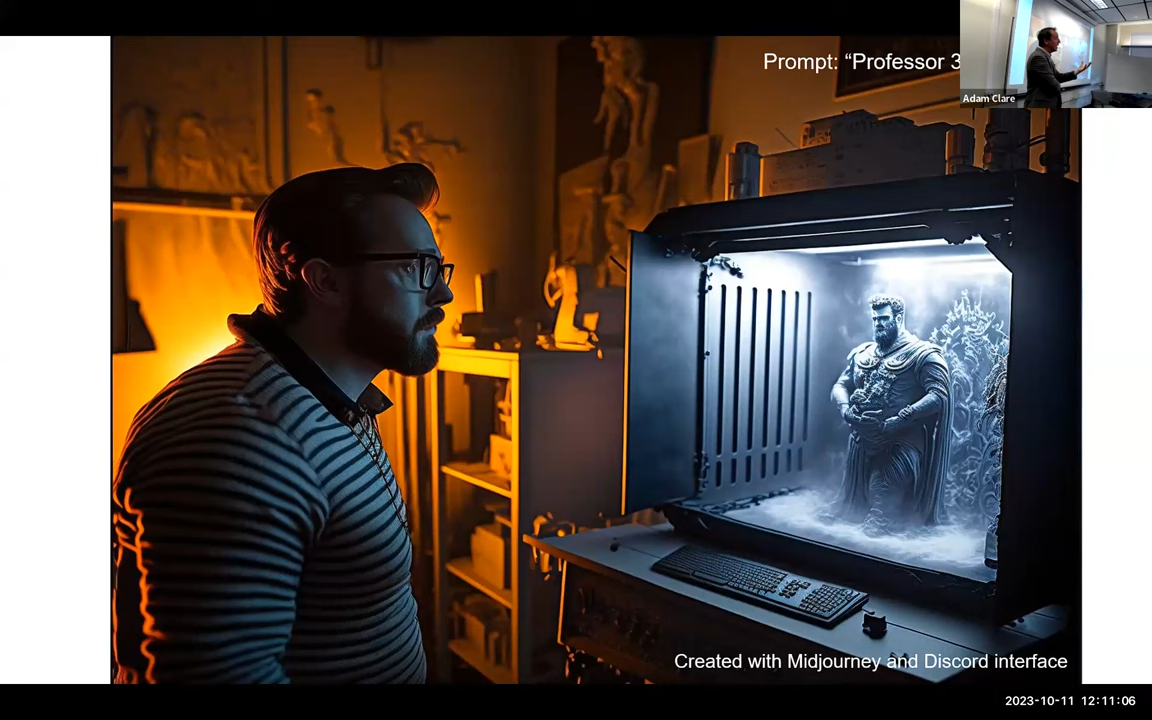 Prompt: “Professor 3
Adam Clare
Created with Midjourney and Discord interface
2023-10-11 12:11:06